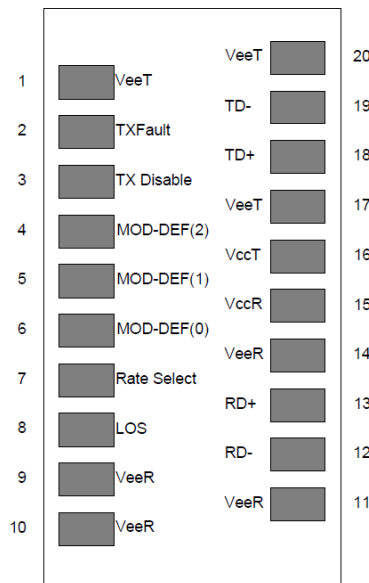 1 VeeT
2 TXFault
3 TX Disable
4 MOD-DEF(2)
5 MOD-DEF(1)
6 MOD-DEF(0)
7 Rate Select
8 LOS
9 VeeR
10 VeeR
VeeT 20
TD- 19
TD+ 18
VeeT 17
VccT 16
VccR 15
VeeR 14
RD+ 13
RD- 12
VeeR 11